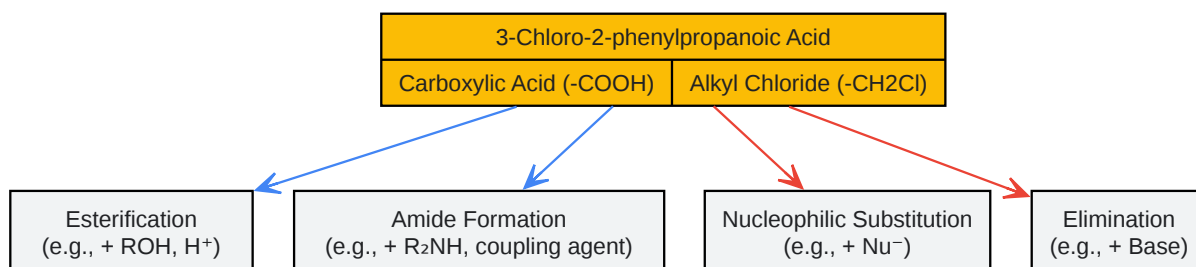 3-Chloro-2-phenylpropanoic Acid
Carboxylic Acid (-COOH)
Alkyl Chloride (-CH2Cl)
Esterification
(e.g., + ROH, H⁺)
Amide Formation
(e.g., + R₂NH, coupling agent)
Nucleophilic Substitution
(e.g., + Nu⁻)
Elimination
(e.g., + Base)